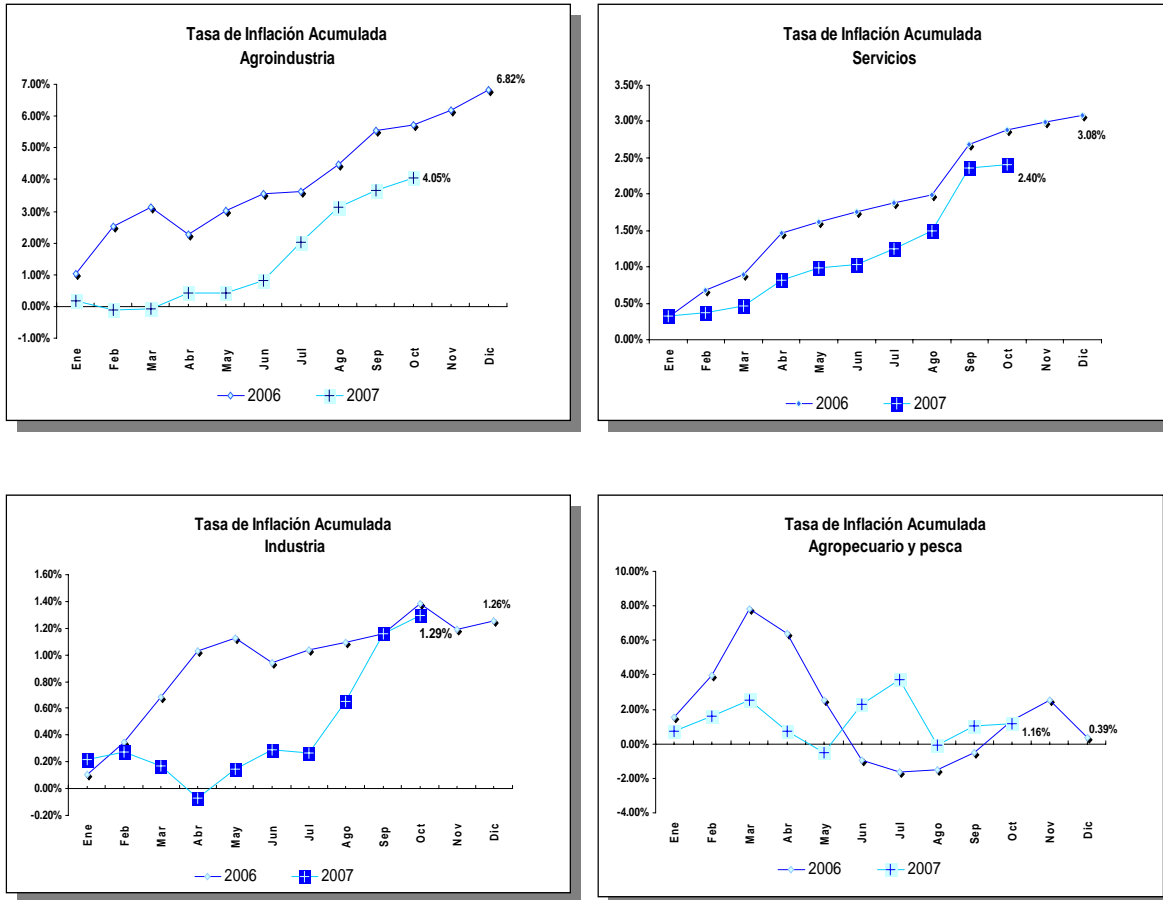 Tasa de Inflación Acumulada
Agroindustria
7.00%
6.00%
5.00%
4.00%
3.00%
2.00%
1.00%
0.00%
-1.00%
6.82%
4.05%
Ene
Feb
Mar
Abr
May
Jun
Jul
Ago
Sep
Oct
Nov
Dic
2006
2007
Tasa de Inflación Acumulada
Servicios
3.50%
3.00%
2.50%
2.00%
1.50%
1.00%
0.50%
0.00%
3.08%
2.40%
Ene
Feb
Mar
Abr
May
Jun
Jul
Ago
Sep
Oct
Nov
Dic
2006
2007
Tasa de Inflación Acumulada
Industria
1.60%
1.40%
1.20%
1.00%
0.80%
0.60%
0.40%
0.20%
0.00%
-0.20%
1.26%
1.29%
Ene
Feb
Mar
Abr
May
Jun
Jul
Ago
Sep
Oct
Nov
Dic
2006
2007
Tasa de Inflación Acumulada
Agropecuario y pesca
10.00%
8.00%
6.00%
4.00%
2.00%
0.00%
-2.00%
-4.00%
0.39%
1.16%
Ene
Feb
Mar
Abr
May
Jun
Jul
Ago
Sep
Oct
Nov
Dic
2006
2007